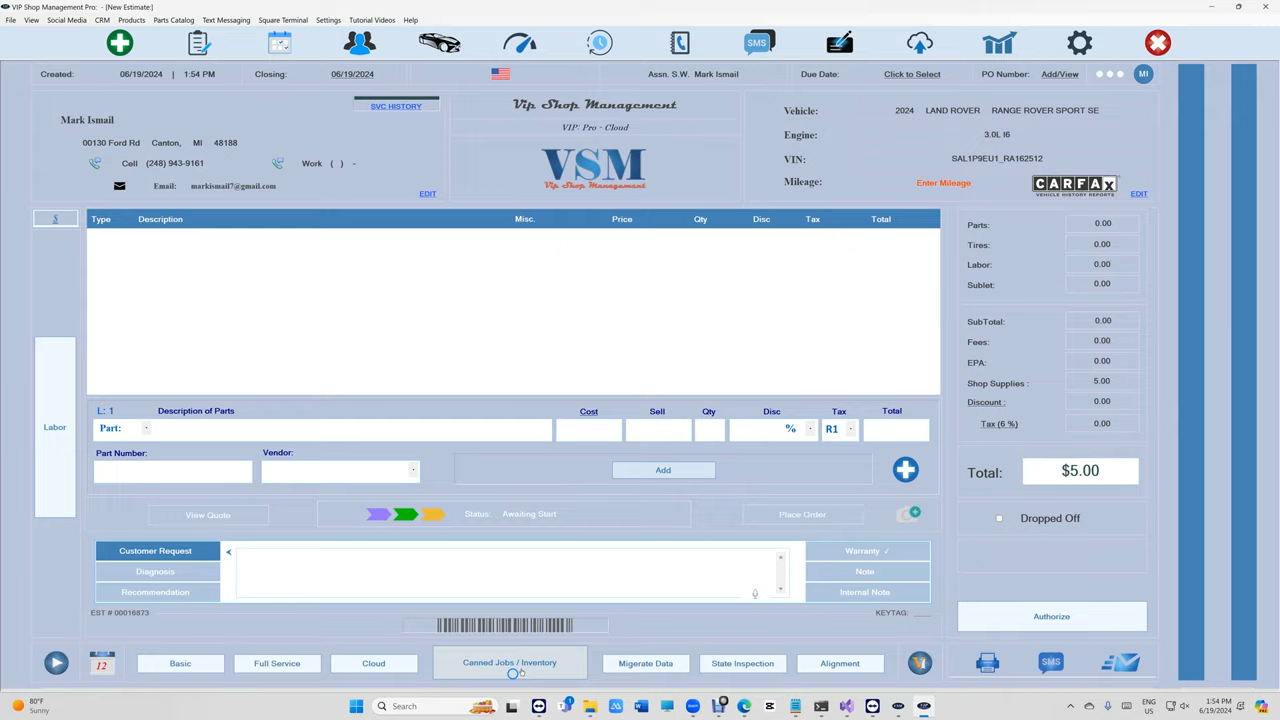 VIP Shop Management Pro: - [New Estimate:]
File View Social Media CRM Products Parts Catalog Text Messaging Square Terminal Settings Tutorial Videos Help
SMS
Created: 06/19/2024 | 1:54 PM Closing: 06/19/2024 Assn. S.W. Mark Ismail Due Date: Click to Select PO Number: Add/View MI
SVC HISTORY
Mark Ismail
00130 Ford Rd Canton, MI 48188
Cell (248) 943-9161 Work ( ) -
Email: markismail7@gmail.com
EDIT
Vip Shop Management
VIP: Pro - Cloud
VSM
Vip Shop Management
Vehicle: 2024 LAND ROVER RANGE ROVER SPORT SE
Engine: 3.0L I6
VIN: SAL1P9EU1_RA162512
Mileage: Enter Mileage
CARFAX
VEHICLE HISTORY REPORTS
EDIT
$ Type Description Misc. Price Qty Disc Tax Total
Labor
L: 1 Description of Parts Cost Sell Qty Disc Tax Total
Part: % R1
Part Number: Vendor:
Add
View Quote Status: Awaiting Start Place Order
Customer Request
Diagnosis
Recommendation
Warranty ✓
Note
Internal Note
EST # 00016873 KEYTAG: ____
Parts: 0.00
Tires: 0.00
Labor: 0.00
Sublet: 0.00
SubTotal: 0.00
Fees: 0.00
EPA: 0.00
Shop Supplies : 5.00
Discount : 0.00
Tax (6 %) 0.00
Total: $5.00
Dropped Off
Authorize
12 Basic Full Service Cloud Canned Jobs / Inventory Migerate Data State Inspection Alignment SMS
80°F
Sunny
Search
ENG
US
1:54 PM
6/19/2024